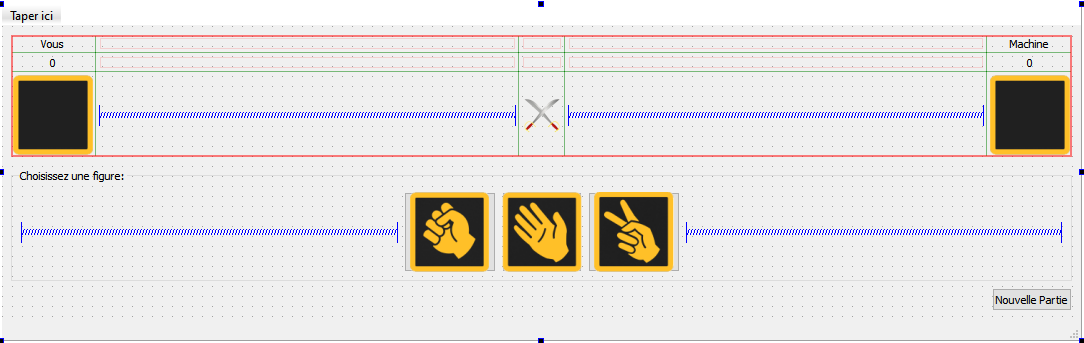 Taper ici
Vous
Machine
0
0
Choisissez une figure:
Nouvelle Partie